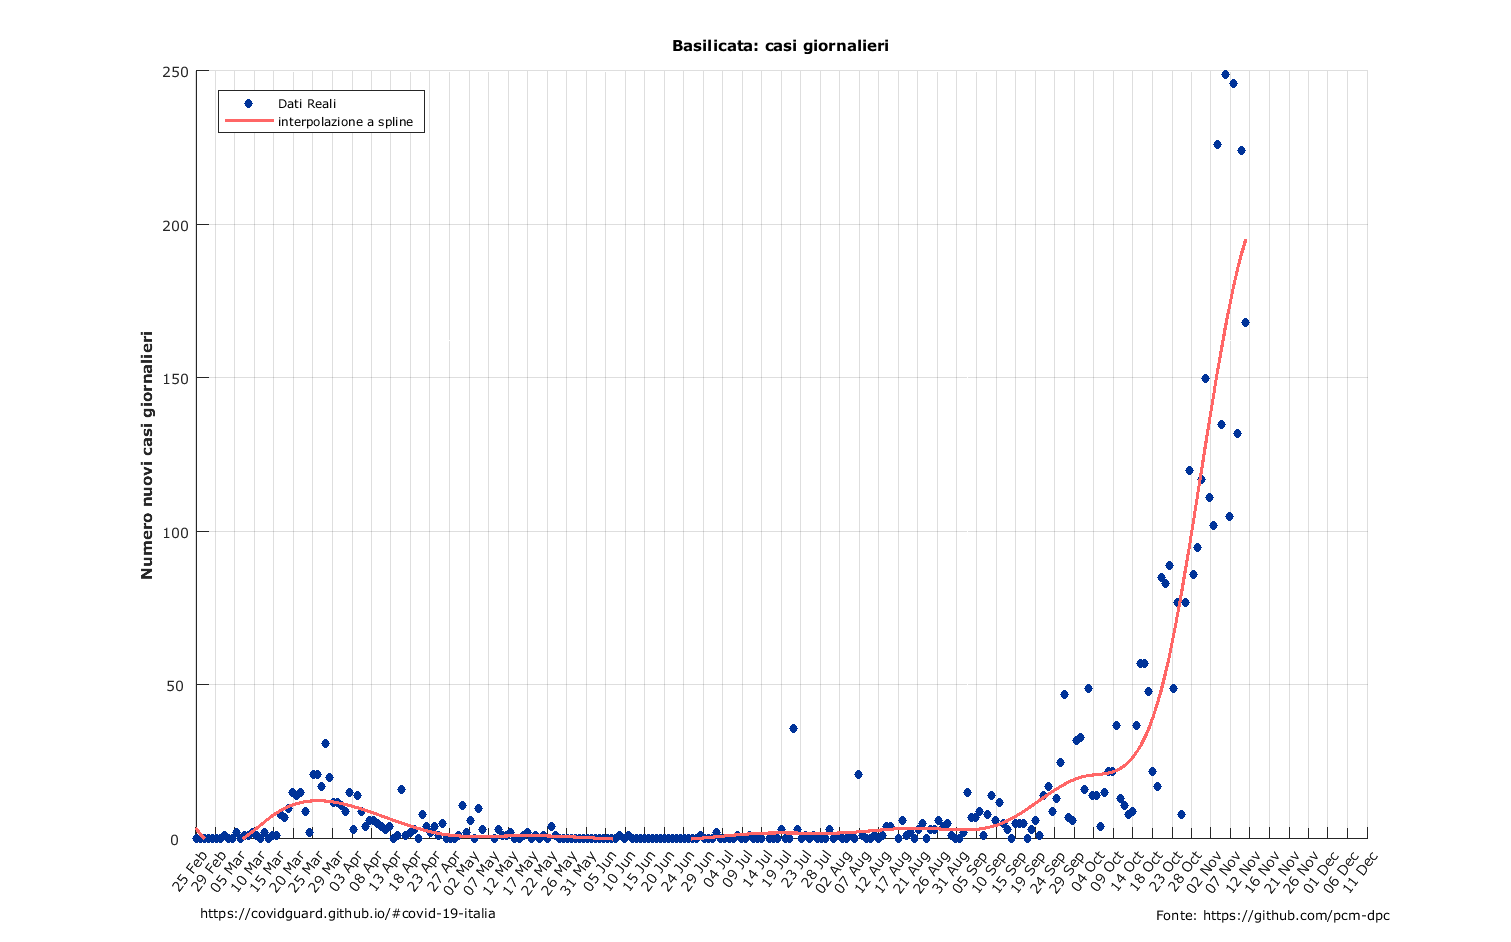 Basilicata: casi giornalieri
Dati Reali
interpolazione a spline
Numero nuovi casi giornalieri
250
200
150
100
50
0
25 Feb
29 Feb
05 Mar
10 Mar
15 Mar
20 Mar
25 Mar
29 Mar
03 Apr
08 Apr
13 Apr
18 Apr
23 Apr
27 Apr
02 May
07 May
12 May
17 May
22 May
26 May
31 May
05 Jun
10 Jun
15 Jun
20 Jun
24 Jun
29 Jun
04 Jul
09 Jul
14 Jul
19 Jul
23 Jul
28 Jul
02 Aug
07 Aug
12 Aug
17 Aug
21 Aug
26 Aug
31 Aug
05 Sep
10 Sep
15 Sep
19 Sep
24 Sep
29 Sep
04 Oct
09 Oct
14 Oct
18 Oct
23 Oct
28 Oct
02 Nov
07 Nov
12 Nov
16 Nov
21 Nov
26 Nov
01 Dec
06 Dec
11 Dec
https://covidguard.github.io/#covid-19-italia
Fonte: https://github.com/pcm-dpc